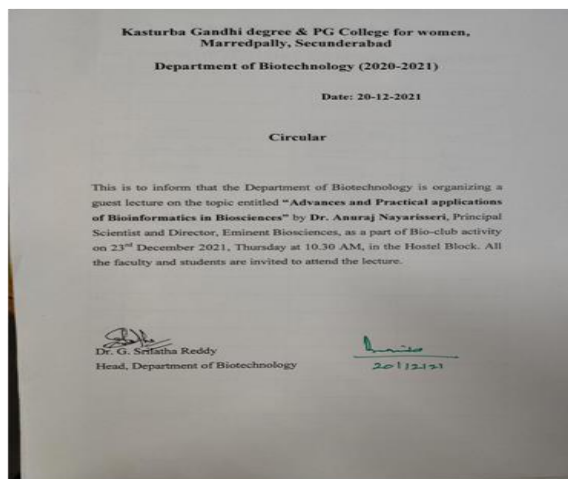 Kasturba Gandhi degree & PG College for women,
Marredpally, Secunderabad
Department of Biotechnology (2020-2021)
Date: 20-12-2021
Circular
This is to inform that the Department of Biotechnology is organizing a
guest lecture on the topic entitled “Advances and Practical applications
of Bioinformatics in Biosciences” by Dr. Anuraj Nayarisseri, Principal
Scientist and Director, Eminent Biosciences, as a part of Bio-club activity
on 23rd December 2021, Thursday at 10.30 AM, in the Hostel Block. All
the faculty and students are invited to attend the lecture.
Dr. G. Srilatha Reddy
Head, Department of Biotechnology
20/12/21